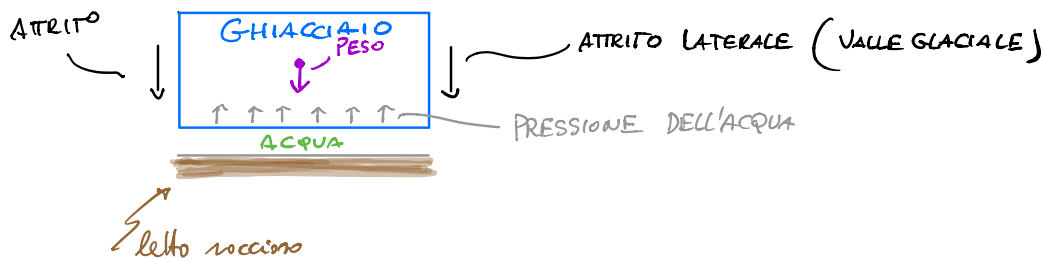 ATTRITO
GHIACCIAIO
PESO
ATTRITO LATERALE (VALLE GLACIALE)
PRESSIONE DELL'ACQUA
ACQUA
letto roccioso